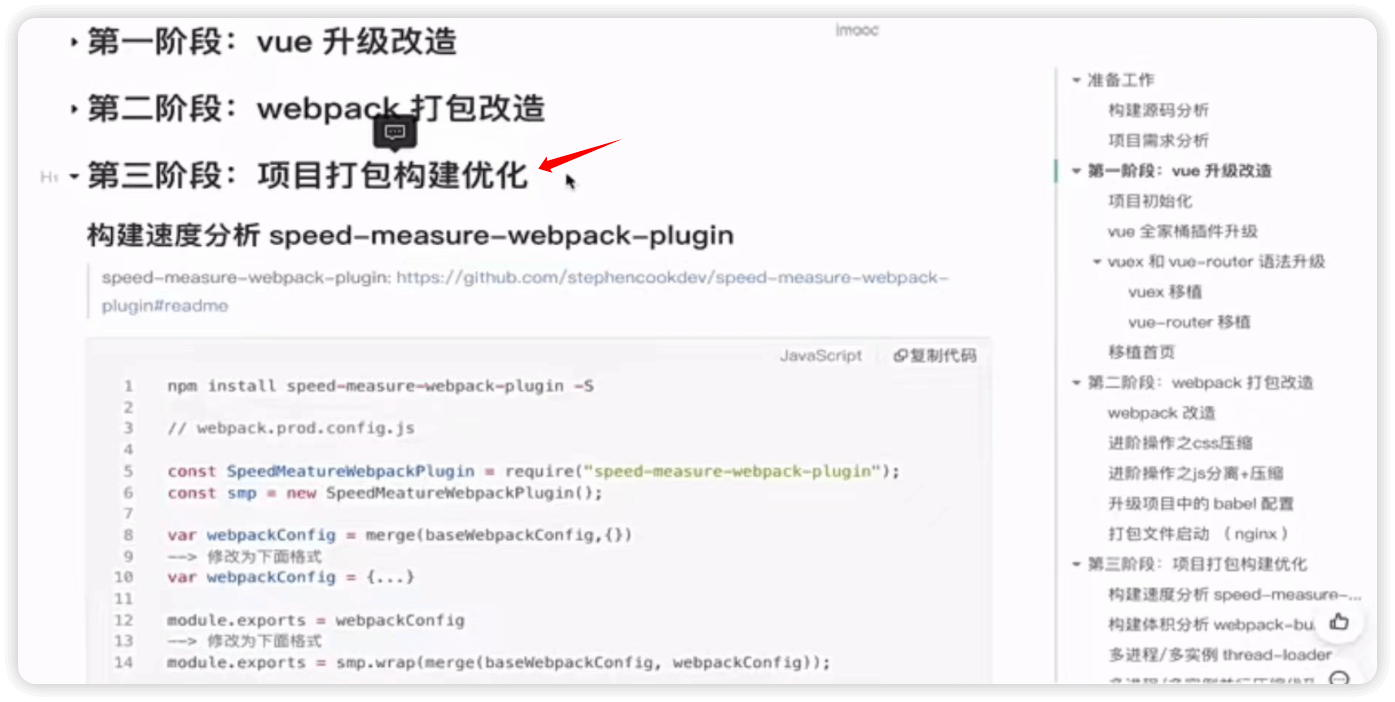 imooc
第一阶段：vue 升级改造
第二阶段：webpack 打包改造
H1 第三阶段：项目打包构建优化
构建速度分析 speed-measure-webpack-plugin
speed-measure-webpack-plugin: https://github.com/stephencookdev/speed-measure-webpack-
plugin#readme
JavaScript 复制代码
1 npm install speed-measure-webpack-plugin -S
2
3 // webpack.prod.config.js
4
5 const SpeedMeatureWebpackPlugin = require("speed-measure-webpack-plugin");
6 const smp = new SpeedMeatureWebpackPlugin();
7
8 var webpackConfig = merge(baseWebpackConfig,{})
9 --> 修改为下面格式
10 var webpackConfig = {...}
11
12 module.exports = webpackConfig
13 --> 修改为下面格式
14 module.exports = smp.wrap(merge(baseWebpackConfig, webpackConfig));
准备工作
构建源码分析
项目需求分析
第一阶段：vue 升级改造
项目初始化
vue 全家桶插件升级
vuex 和 vue-router 语法升级
vuex 移植
vue-router 移植
移植首页
第二阶段：webpack 打包改造
webpack 改造
进阶操作之css压缩
进阶操作之js分离+压缩
升级项目中的 babel 配置
打包文件启动 （nginx）
第三阶段：项目打包构建优化
构建速度分析 speed-measure-...
构建体积分析 webpack-bu
多进程/多实例 thread-loader